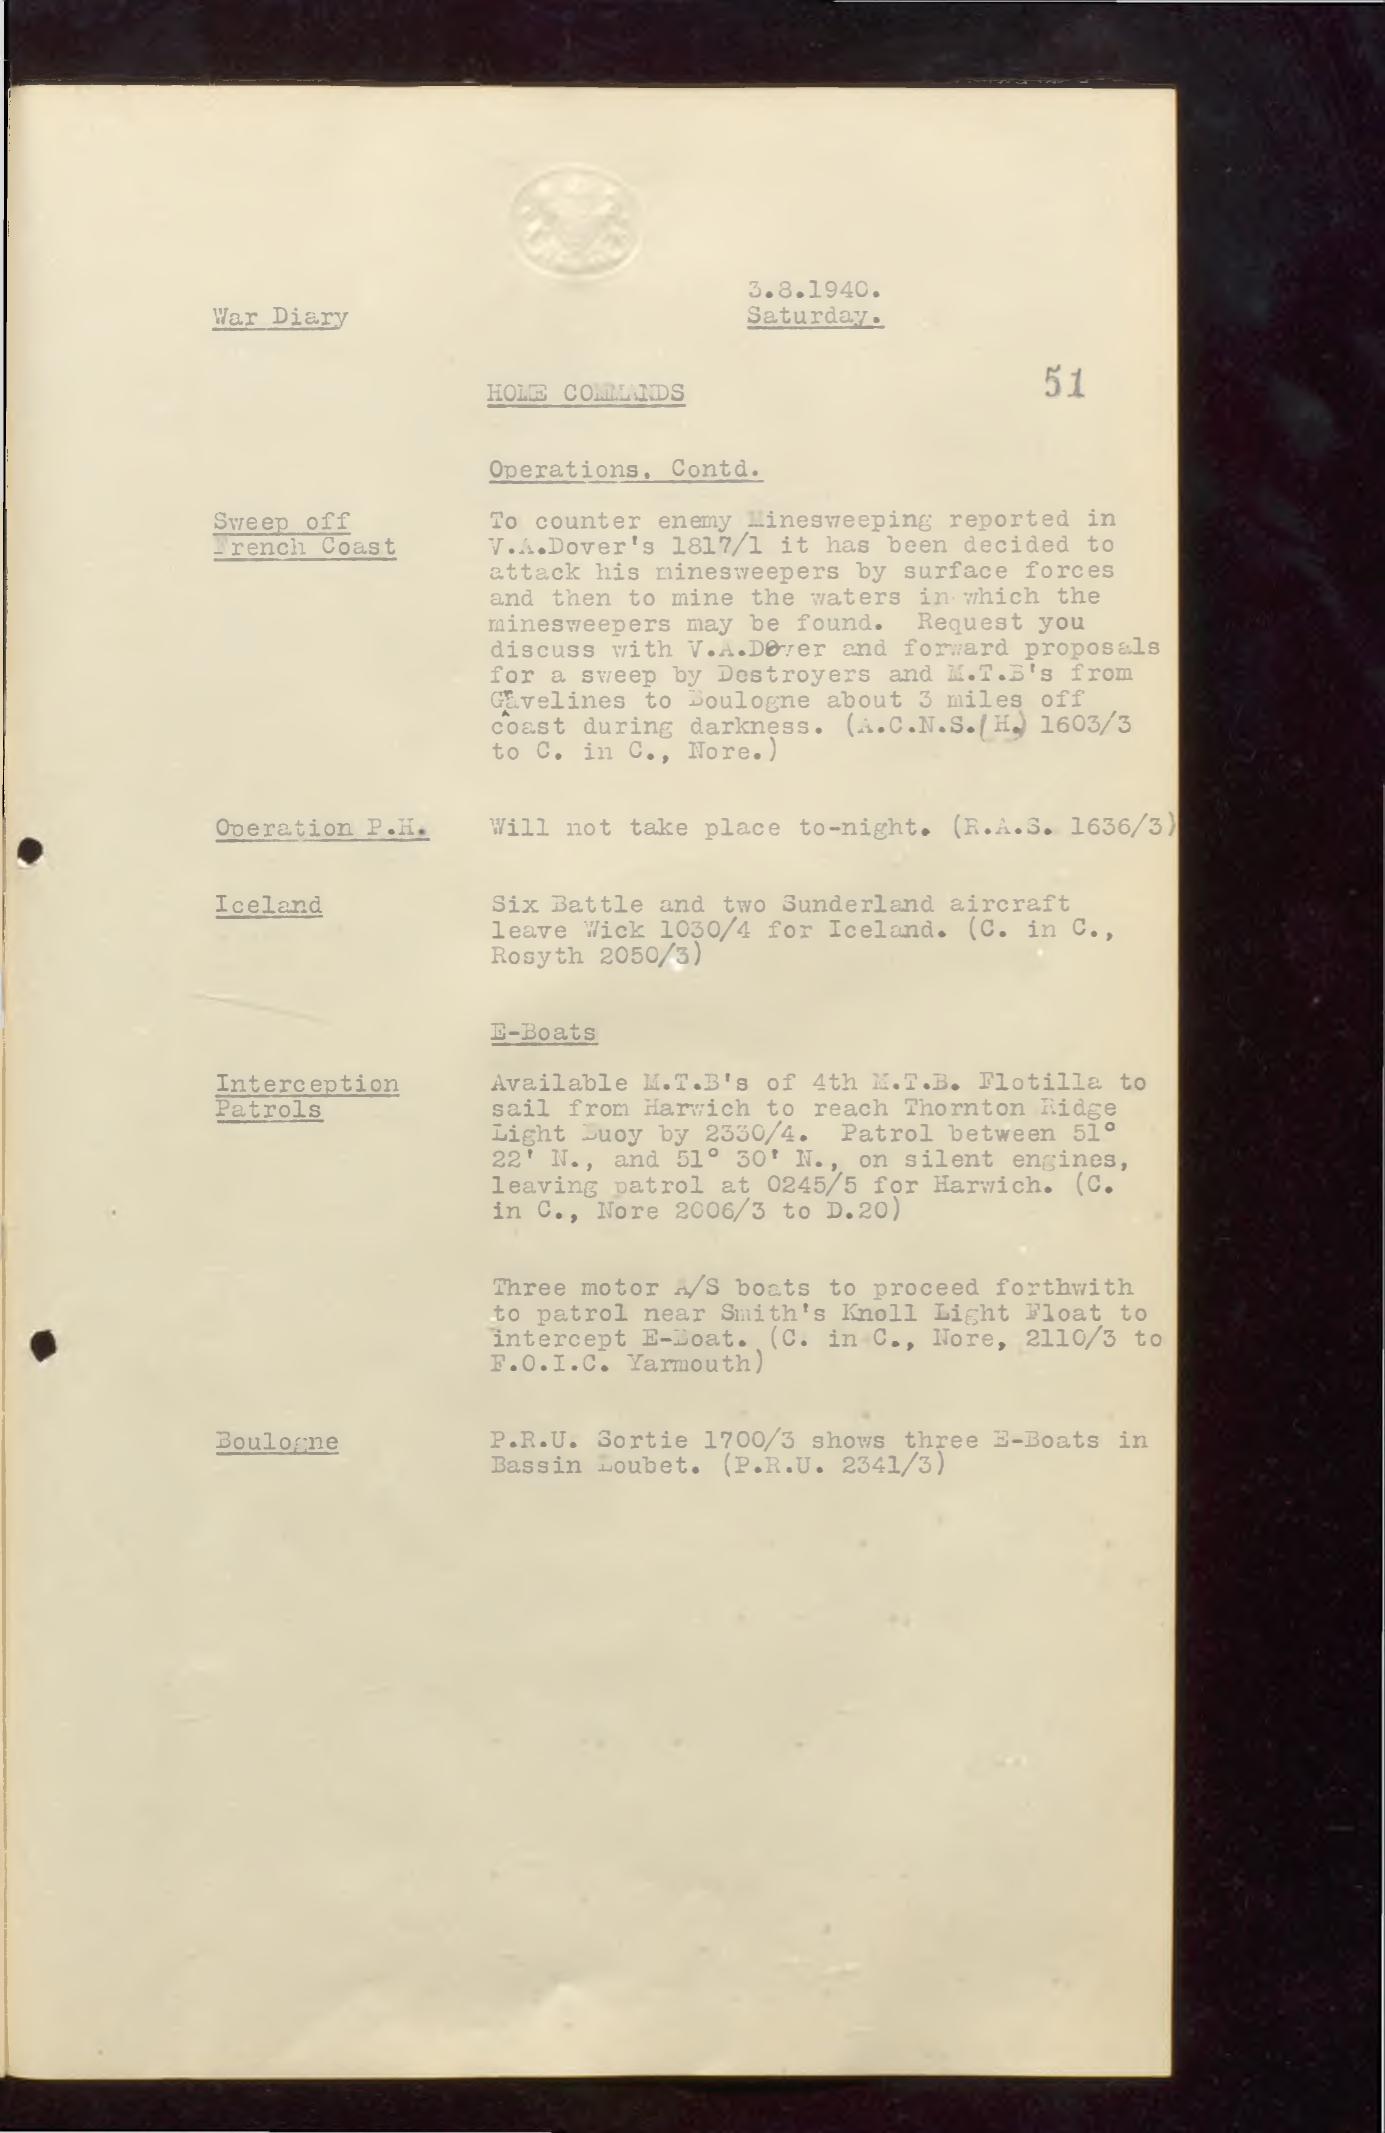 3.8.1940.
War Diary
Saturday.
51
HOME COMMANDS
Operations, Contd.
Sweep off
French Coast
To counter enemy Minesweeping reported in
V.A.Dover's 1817/1 it has been decided to
attack his minesweepers by surface forces
and then to mine the waters in which the
minesweepers may be found. Request you
discuss with V.A.Dover and forward proposals
for a sweep by Destroyers and M.T.B's from
Gravelines to Boulogne about 3 miles off
coast during darkness. (A.C.N.S.(H.) 1603/3
to C. in C., Nore.)
Operation P.H.
Will not take place to-night. (R.A.S. 1636/3)
Iceland
Six Battle and two Sunderland aircraft
leave Wick 1030/4 for Iceland. (C. in C.,
Rosyth 2050/3)
E-Boats
Interception
Patrols
Available M.T.B's of 4th M.T.B. Flotilla to
sail from Harwich to reach Thornton Ridge
Light Buoy by 2330/4. Patrol between 51°
22' N., and 51° 30' N., on silent engines,
leaving patrol at 0245/5 for Harwich. (C.
in C., Nore 2006/3 to D.20)
Three motor A/S boats to proceed forthwith
to patrol near Smith's Knoll Light Float to
intercept E-Boat. (C. in C., Nore, 2110/3 to
F.O.I.C. Yarmouth)
Boulogne
P.R.U. Sortie 1700/3 shows three E-Boats in
Bassin Loubet. (P.R.U. 2341/3)